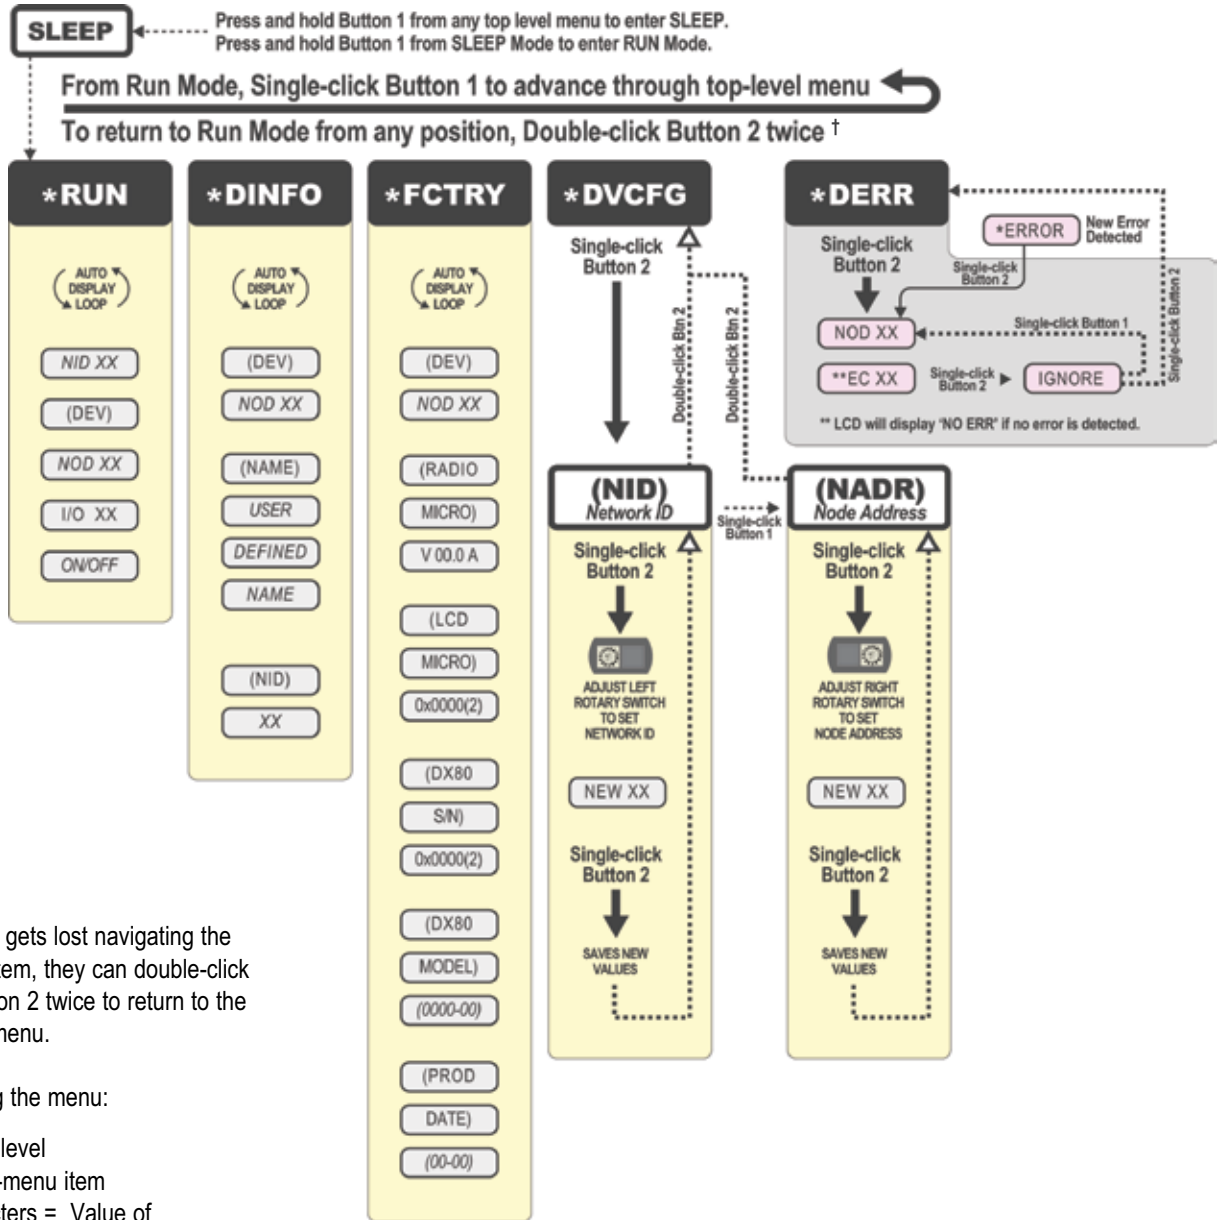 SLEEP
Press and hold Button 1 from any top level menu to enter SLEEP.
Press and hold Button 1 from SLEEP Mode to enter RUN Mode.
From Run Mode, Single-click Button 1 to advance through top-level menu
To return to Run Mode from any position, Double-click Button 2 twice †
*RUN
AUTO
DISPLAY
LOOP
NID XX
(DEV)
NOD XX
I/O XX
ON/OFF
*DINFO
AUTO
DISPLAY
LOOP
(DEV)
NOD XX
(NAME)
USER
DEFINED
NAME
(NID)
XX
*FCTRY
AUTO
DISPLAY
LOOP
(DEV)
NOD XX
(RADIO
MICRO)
V 00.0 A
(LCD
MICRO)
0x0000(2)
(DX80
S/N)
0x0000(2)
(DX80
MODEL)
(0000-00)
(PROD
DATE)
(00-00)
*DVCFG
Single-click
Button 2
Double-click Btn 2
Double-click Btn 2
(NID)
Network ID
Single-click
Button 1
Single-click
Button 2
ADJUST LEFT
ROTARY SWITCH
TO SET
NETWORK ID
NEW XX
Single-click
Button 2
SAVES NEW
VALUES
(NADR)
Node Address
Single-click
Button 2
ADJUST RIGHT
ROTARY SWITCH
TO SET
NODE ADDRESS
NEW XX
Single-click
Button 2
SAVES NEW
VALUES
*DERR
*ERROR
New Error
Detected
Single-click
Button 2
Single-click
Button 2
NOD XX
Single-click Button 1
Single-click Button 2
**EC XX
Single-click
Button 2
IGNORE
** LCD will display 'NO ERR' if no error is detected.
gets lost navigating the
tem, they can double-click
on 2 twice to return to the
menu.
g the menu:
level
-menu item
cters = Value of